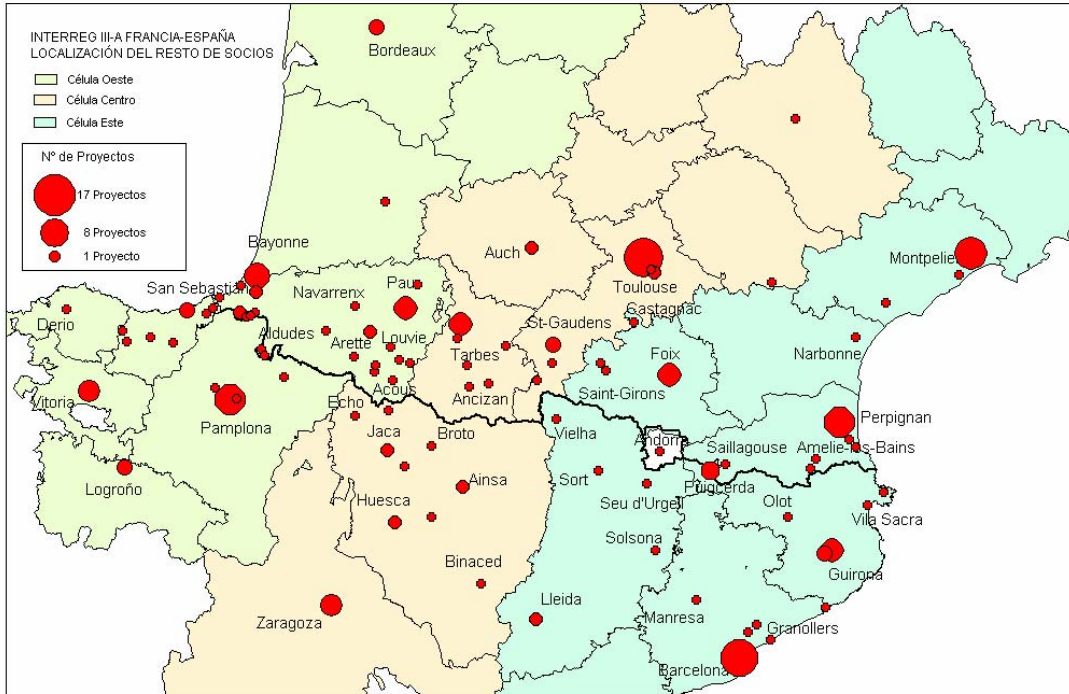 INTERREG III-A FRANCIA-ESPAÑA
LOCALIZACIÓN DEL RESTO DE SOCIOS
Célula Oeste
Célula Centro
Célula Este
Nº de Proyectos
17 Proyectos
8 Proyectos
1 Proyecto
Bordeaux
Bayonne
San Sebastián
Derio
Vitoria
Logroño
Pamplona
Aldudes
Navarrenx
Pau
Arette
Louvie
Acous
Auch
Tarbes
Ancizan
Toulouse
Castagnac
St-Gaudens
Saint-Girons
Foix
Montpelie
Narbonne
Perpignan
Amelie-les-Bains
Saillagouse
Puigcerda
Andorra
Vielha
Sort
Seu d'Urgell
Olot
Vila Sacra
Guirona
Solsona
Echo
Jaca
Broto
Ainsa
Huesca
Binaced
Zaragoza
Lleida
Manresa
Granollers
Barcelona